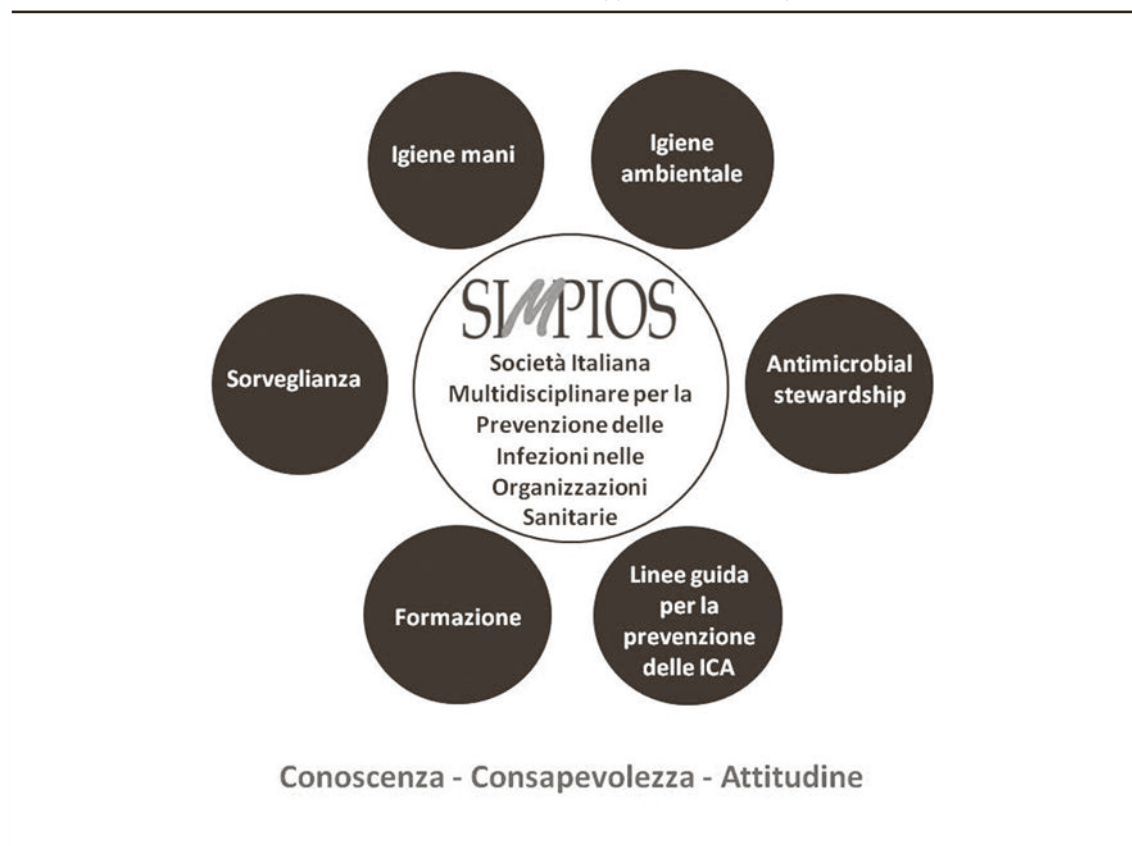 Igiene mani
Igiene
ambientale
SIMPIOS
Società Italiana
Multidisciplinare per la
Prevenzione delle
Infezioni nelle
Organizzazioni
Sanitarie
Sorveglianza
Antimicrobial
stewardship
Formazione
Linee guida
per la
prevenzione
delle ICA
Conoscenza - Consapevolezza - Attitudine